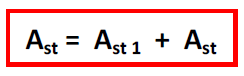 Ast = Ast 1 + Ast